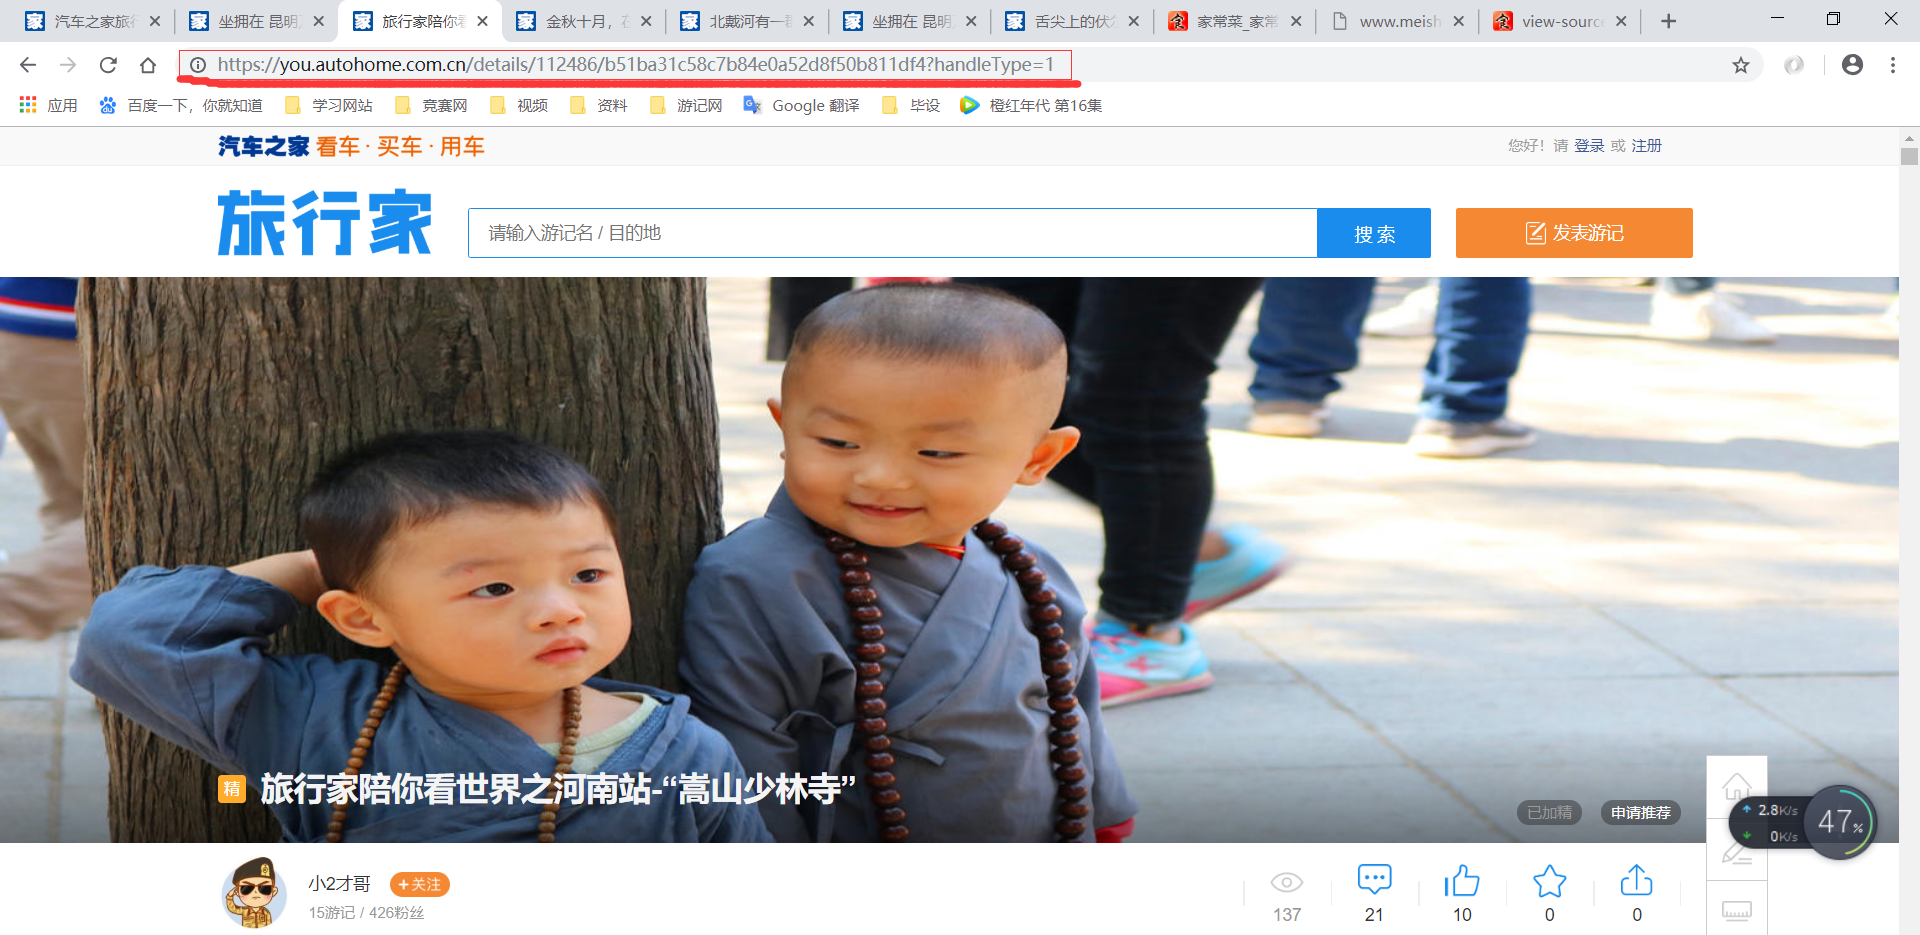 汽车之家旅行
坐拥在 昆明
旅行家陪你看
金秋十月，在
北戴河有一
坐拥在 昆明
舌尖上的伏
家常菜_家常
www.meish
view-source
https://you.autohome.com.cn/details/112486/b51ba31c58c7b84e0a52d8f50b811df4?handleType=1
应用
百度一下，你就知道
学习网站
竞赛网
视频
资料
游记网
Google 翻译
毕设
橙红年代 第16集
汽车之家 看车 · 买车 · 用车
您好！请 登录 或 注册
旅行家
请输入游记名 / 目的地
搜 索
发表游记
精 旅行家陪你看世界之河南站-“嵩山少林寺”
已加精
申请推荐
2.8K/s
0K/s
47%
小2才哥
+关注
15游记 / 426粉丝
137
21
10
0
0